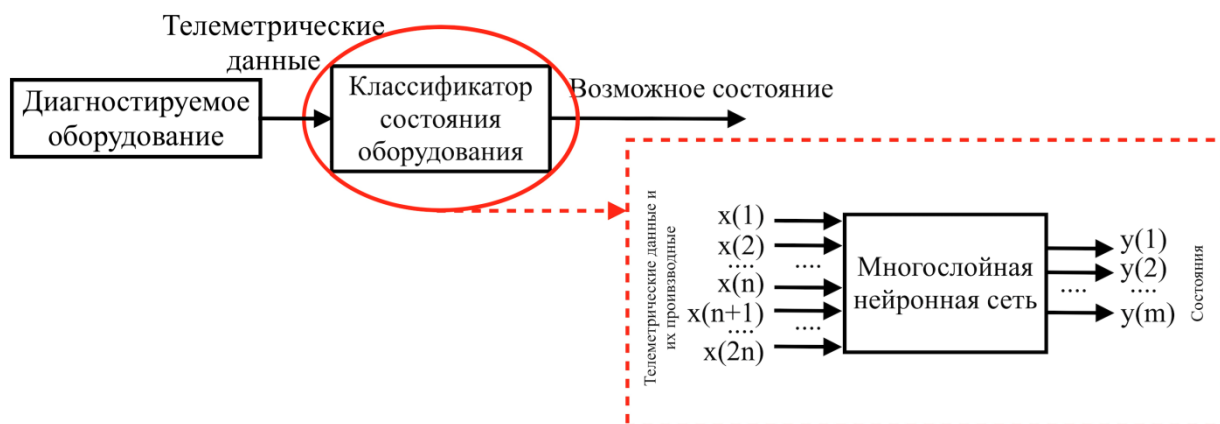 Телеметрические
данные
Диагностируемое
оборудование
Классификатор
состояния
оборудования
Возможное состояние
Телеметрические данные и
их проивзводные
x(1)
x(2)
....
....
x(n)
x(n+1)
....
....
x(2n)
Многослойная
нейронная сеть
y(1)
y(2)
....
....
y(m)
Состояния